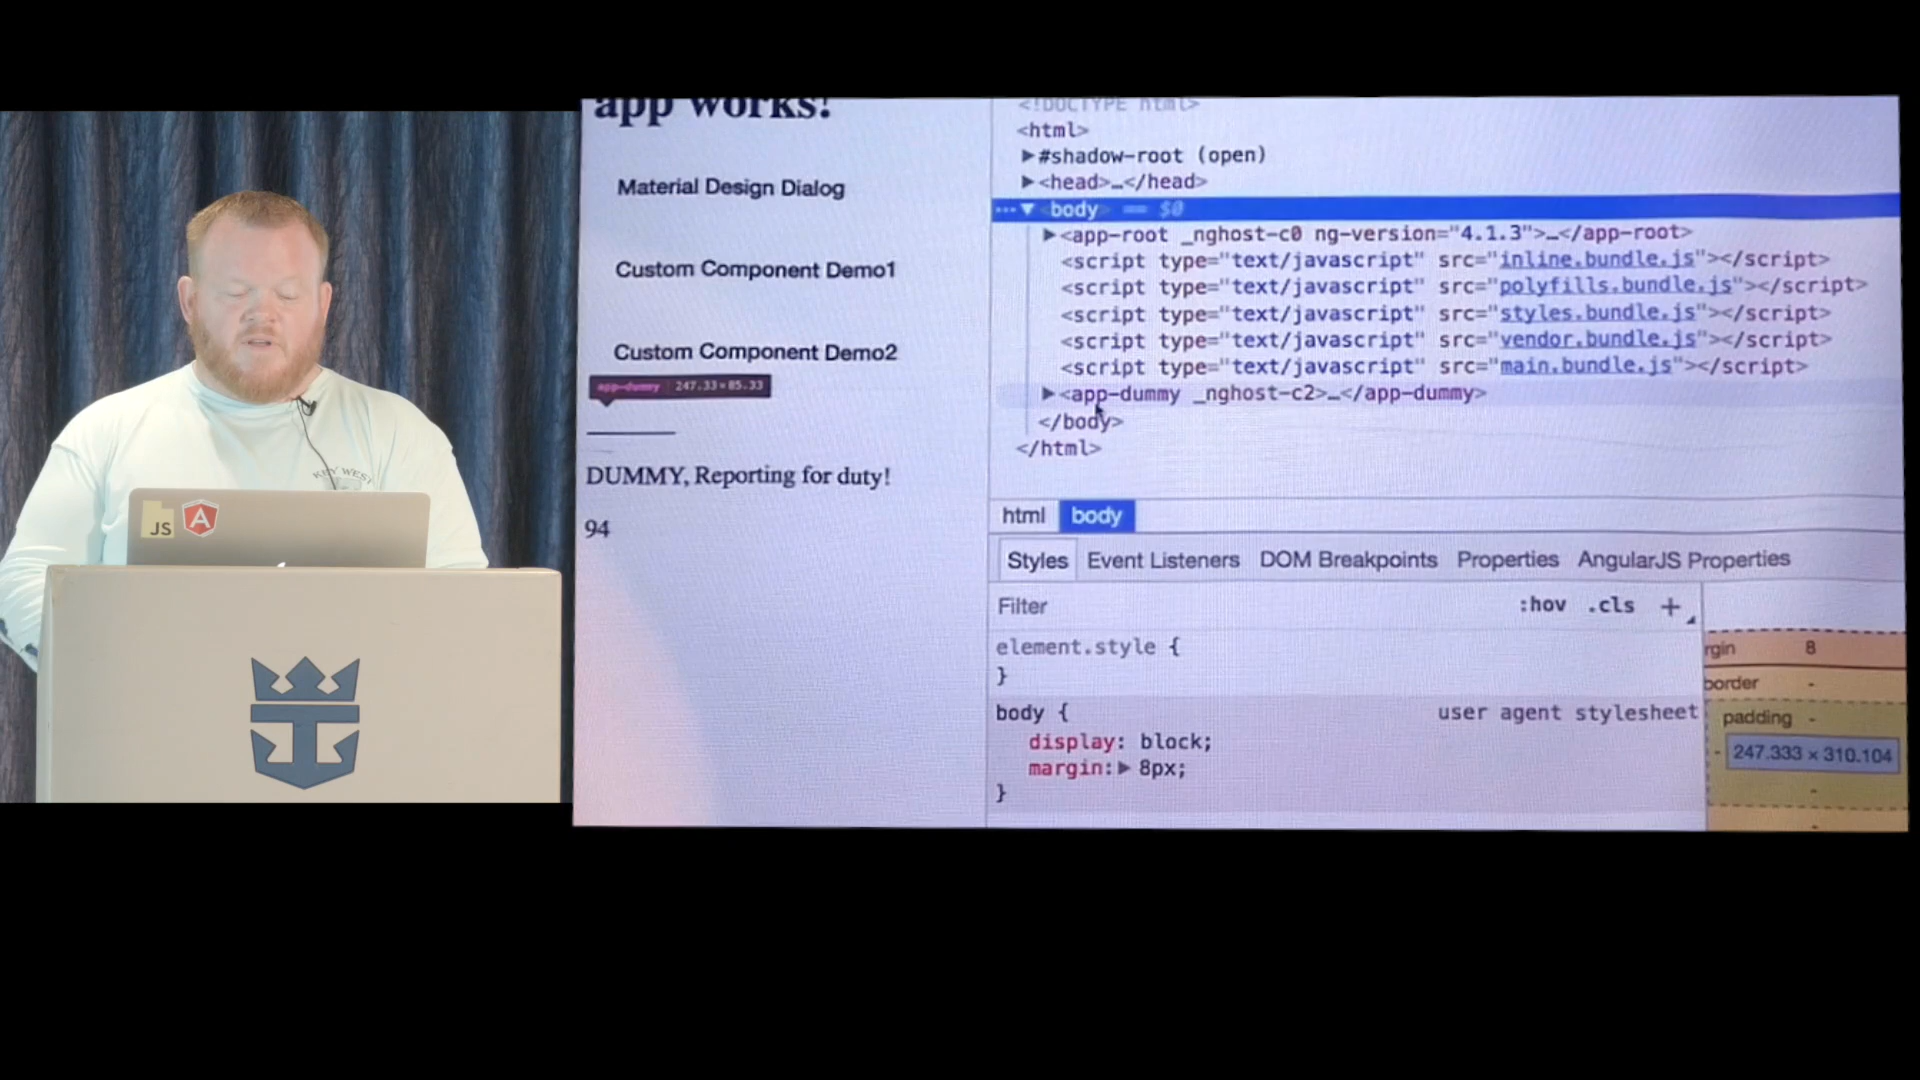 app works!
Material Design Dialog
Custom Component Demo1
Custom Component Demo2
app-dummy | 247.33×85.33
DUMMY, Reporting for duty!
94
<!DOCTYPE html>
<html>
▶#shadow-root (open)
▶<head>…</head>
…▼ body == $0
▶<app-root _nghost-c0 ng-version="4.1.3">…</app-root>
<script type="text/javascript" src="inline.bundle.js"></script>
<script type="text/javascript" src="polyfills.bundle.js"></script>
<script type="text/javascript" src="styles.bundle.js"></script>
<script type="text/javascript" src="vendor.bundle.js"></script>
<script type="text/javascript" src="main.bundle.js"></script>
▶<app-dummy _nghost-c2>…</app-dummy>
</body>
</html>
html body
Styles Event Listeners DOM Breakpoints Properties AngularJS Properties
Filter :hov .cls +
element.style {
}
body { user agent stylesheet
display: block;
margin:▶ 8px;
}
rgin 8
border -
padding -
- 247.333 × 310.104
-
-
KEY WEST
JS
A